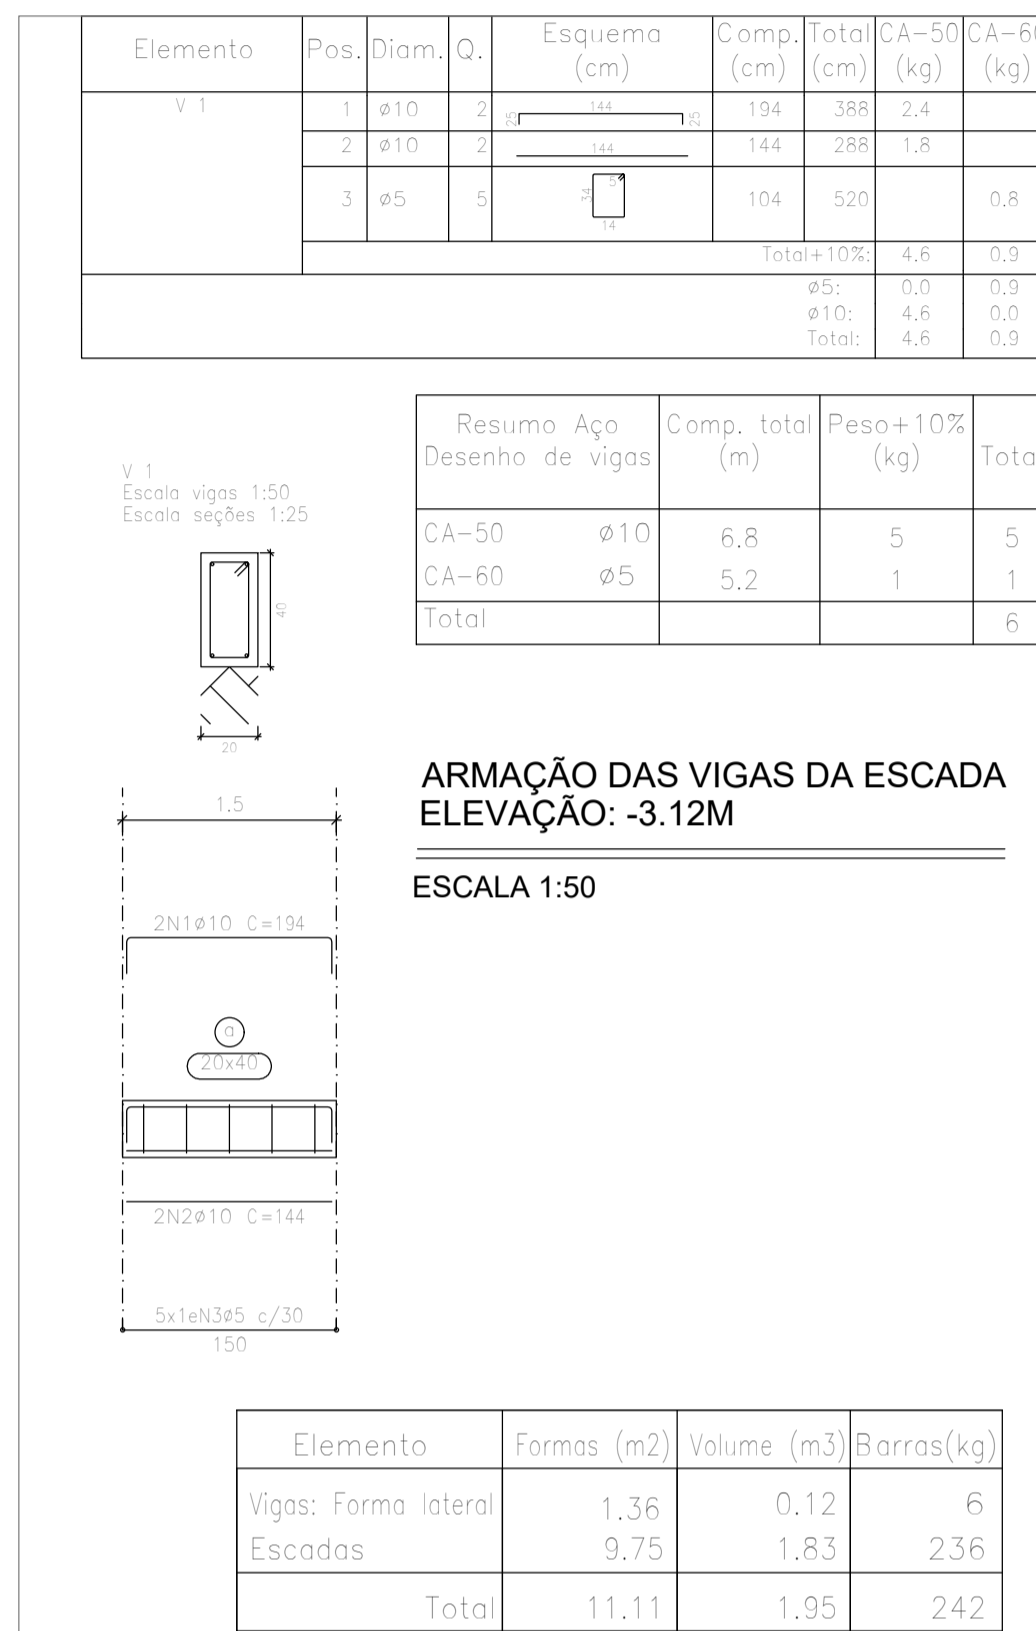 Elemento Pos. Diam. Q. Esquema (cm) Comp. (cm) Total (cm) CA-50 (kg) CA-60 (kg)
V 1 1 ø10 2 25 144 25 194 388 2.4
2 ø10 2 144 144 288 1.8
3 ø5 5 34 5 14 104 520 0.8
Total+10%: 4.6 0.9
ø5: 0.0 0.9
ø10: 4.6 0.0
Total: 4.6 0.9
Resumo Aço Comp. total Peso+10%
Desenho de vigas (m) (kg) Tota
CA-50 ø10 6.8 5 5
CA-60 ø5 5.2 1 1
Total 6
V 1
Escala vigas 1:50
Escala seções 1:25
40
20
ARMAÇÃO DAS VIGAS DA ESCADA
ELEVAÇÃO: -3.12M
ESCALA 1:50
1.5
2N1ø10 C=194
a
20x40
2N2ø10 C=144
5x1eN3ø5 c/30
150
Elemento Formas (m2) Volume (m3) Barras(kg)
Vigas: Forma lateral 1.36 0.12 6
Escadas 9.75 1.83 236
Total 11.11 1.95 242